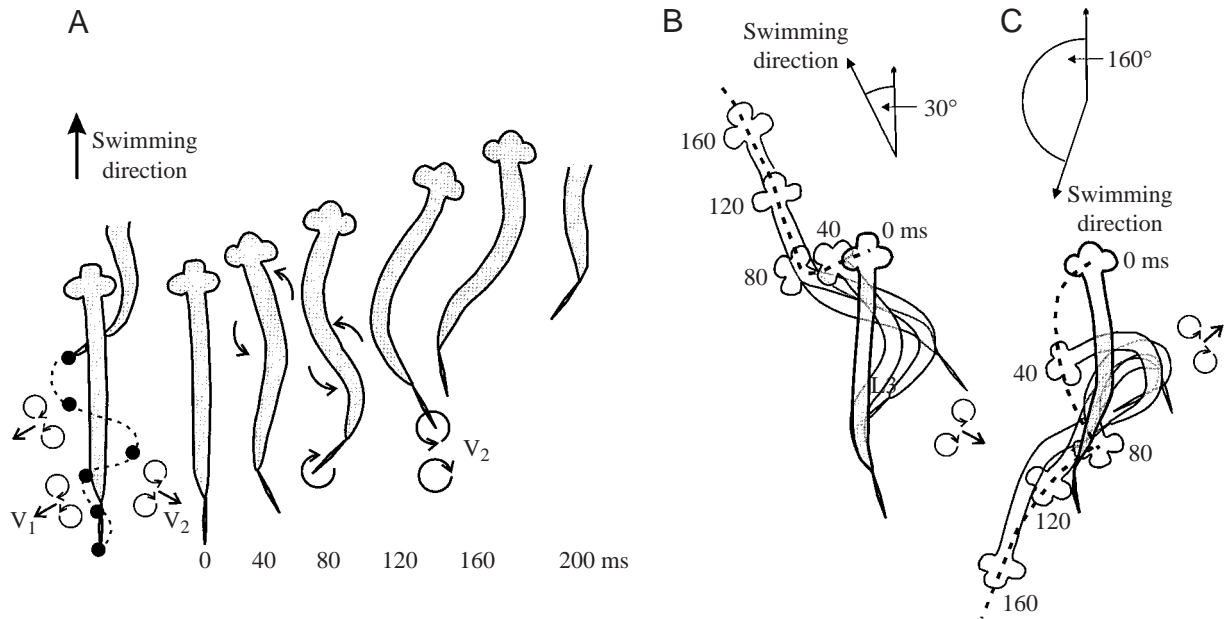 A
Swimming
direction
V1
V2
V2
0 40 80 120 160 200 ms
B
Swimming
direction
30°
160
120
80
40
0 ms
L3
C
160°
Swimming
direction
0 ms
40
80
120
160